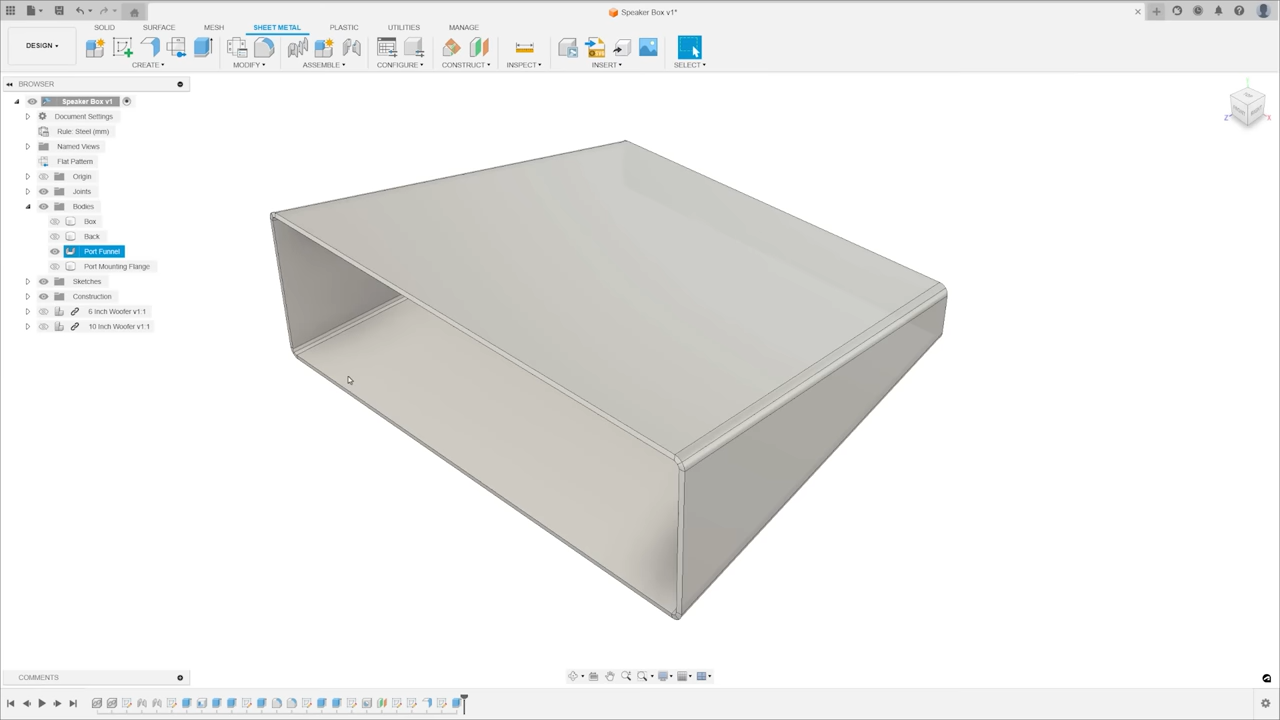 Speaker Box v1*
DESIGN
SOLID SURFACE MESH SHEET METAL PLASTIC UTILITIES MANAGE
CREATE MODIFY ASSEMBLE CONFIGURE CONSTRUCT INSPECT INSERT SELECT
BROWSER
Speaker Box v1
Document Settings
Rule: Steel (mm)
Named Views
Flat Pattern
Origin
Joints
Bodies
Box
Back
Port Funnel
Port Mounting Flange
Sketches
Construction
6 Inch Woofer v1:1
10 Inch Woofer v1:1
Z X
COMMENTS